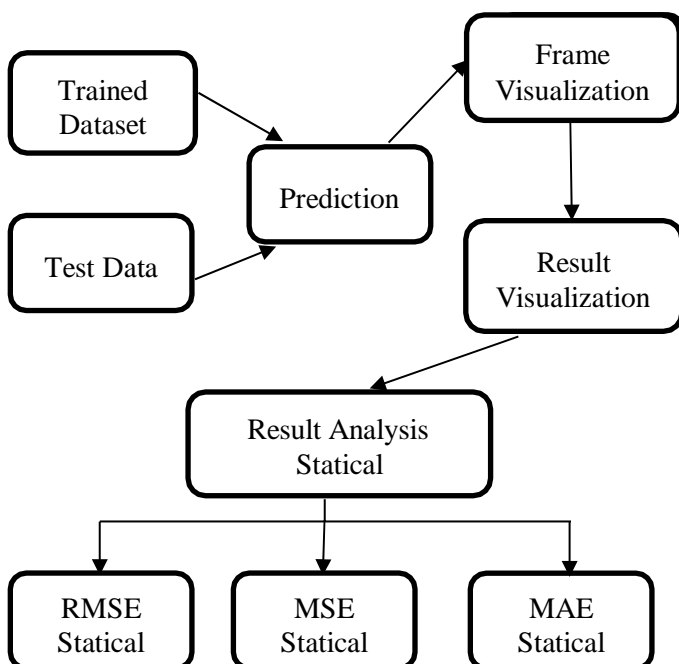 Trained
Dataset
Test Data
Prediction
Frame
Visualization
Result
Visualization
Result Analysis
Statical
RMSE
Statical
MSE
Statical
MAE
Statical